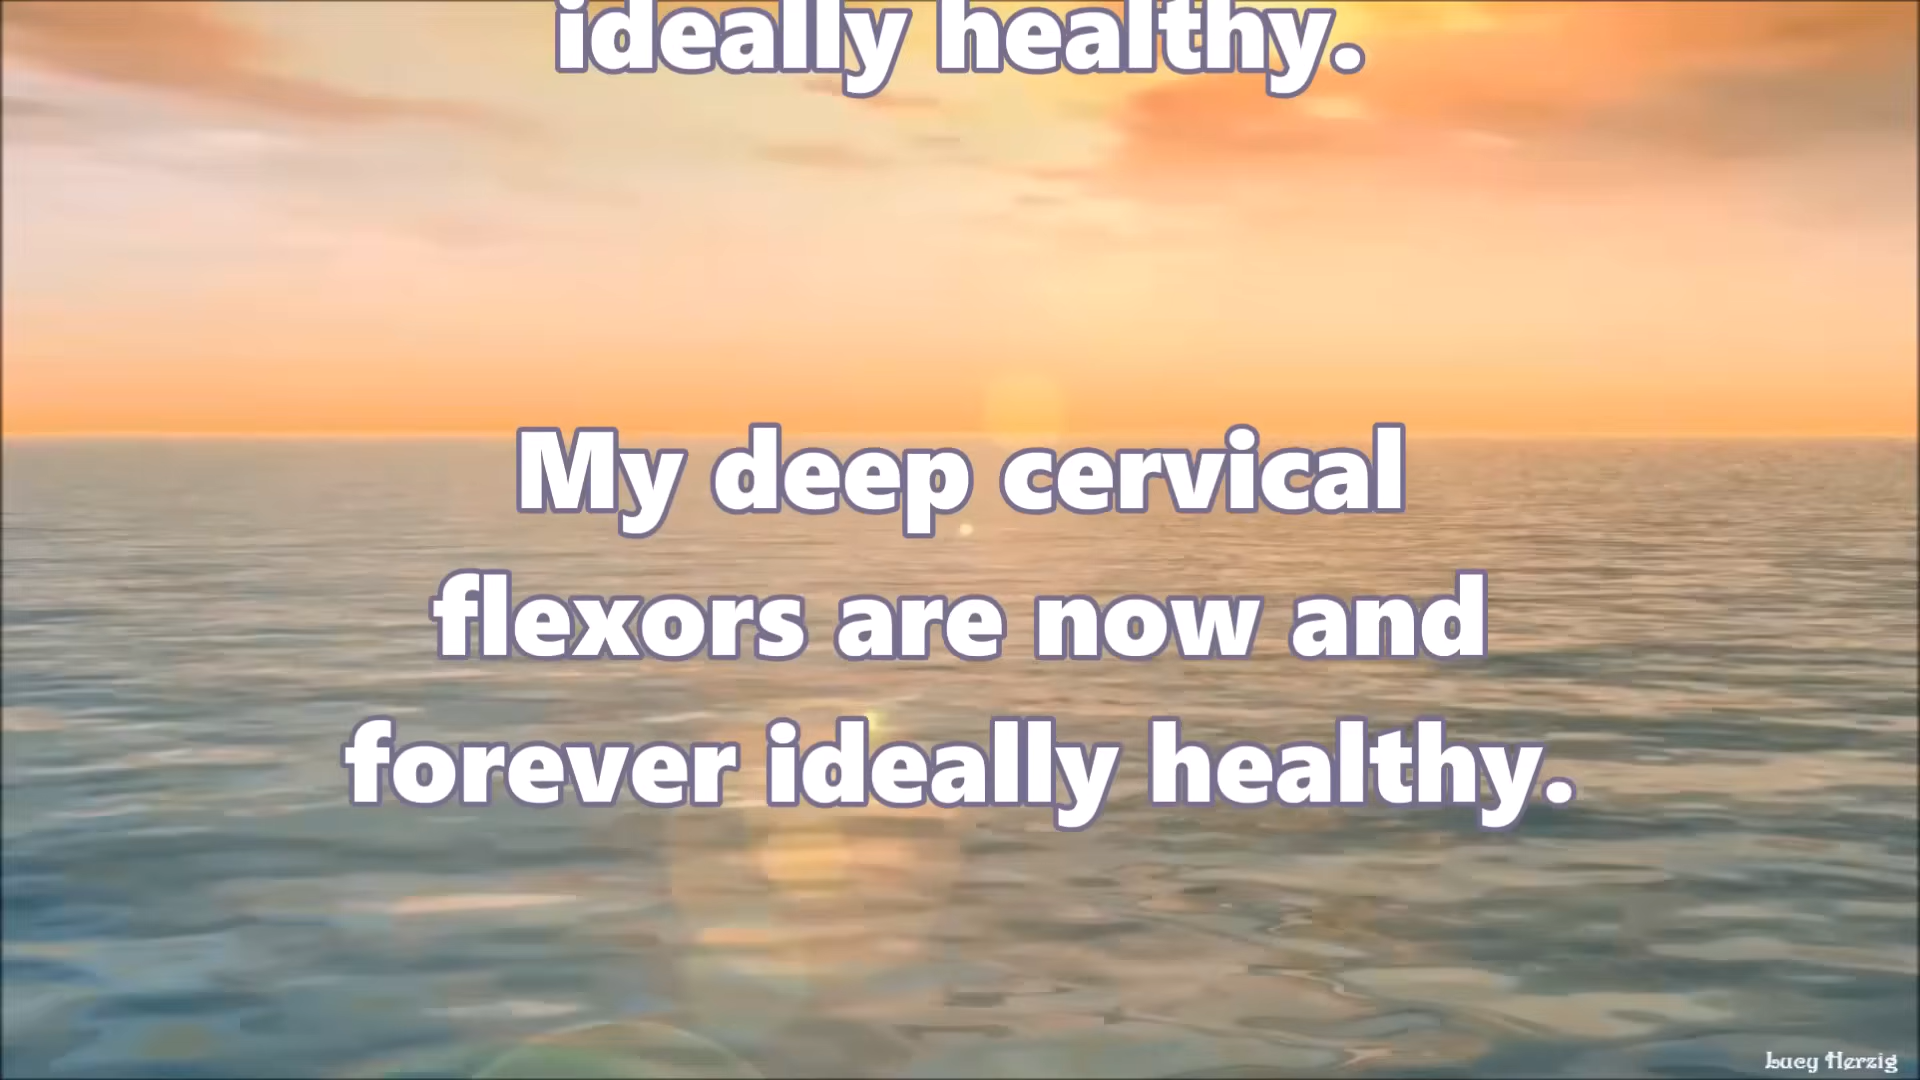 ideally healthy.
My deep cervical
flexors are now and
forever ideally healthy.
Lucy Herzig